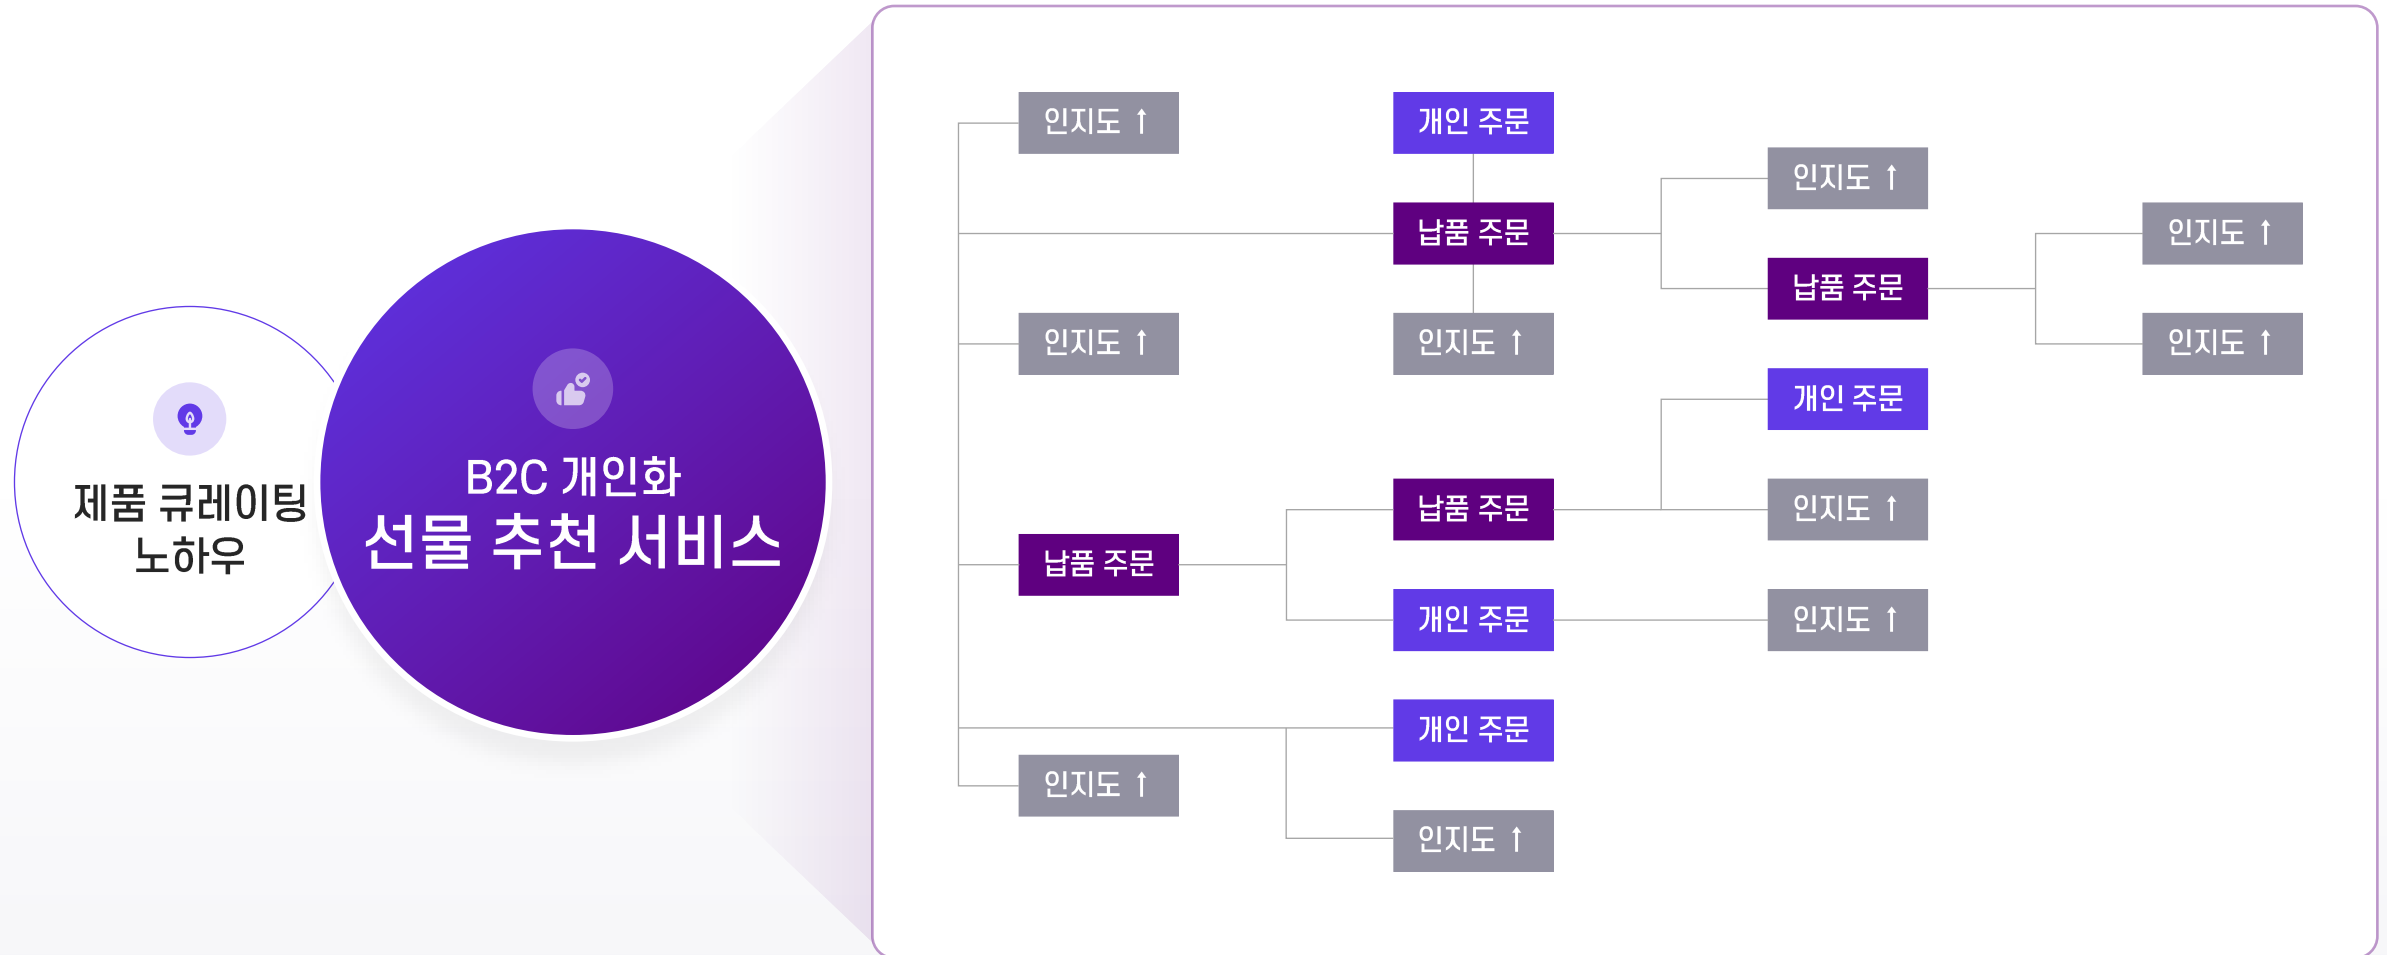 제품 큐레이팅
노하우
B2C 개인화
선물 추천 서비스
인지도 ↑
개인 주문
인지도 ↑
납품 주문
인지도 ↑
납품 주문
인지도 ↑
인지도 ↑
인지도 ↑
개인 주문
납품 주문
인지도 ↑
납품 주문
개인 주문
인지도 ↑
개인 주문
인지도 ↑
인지도 ↑